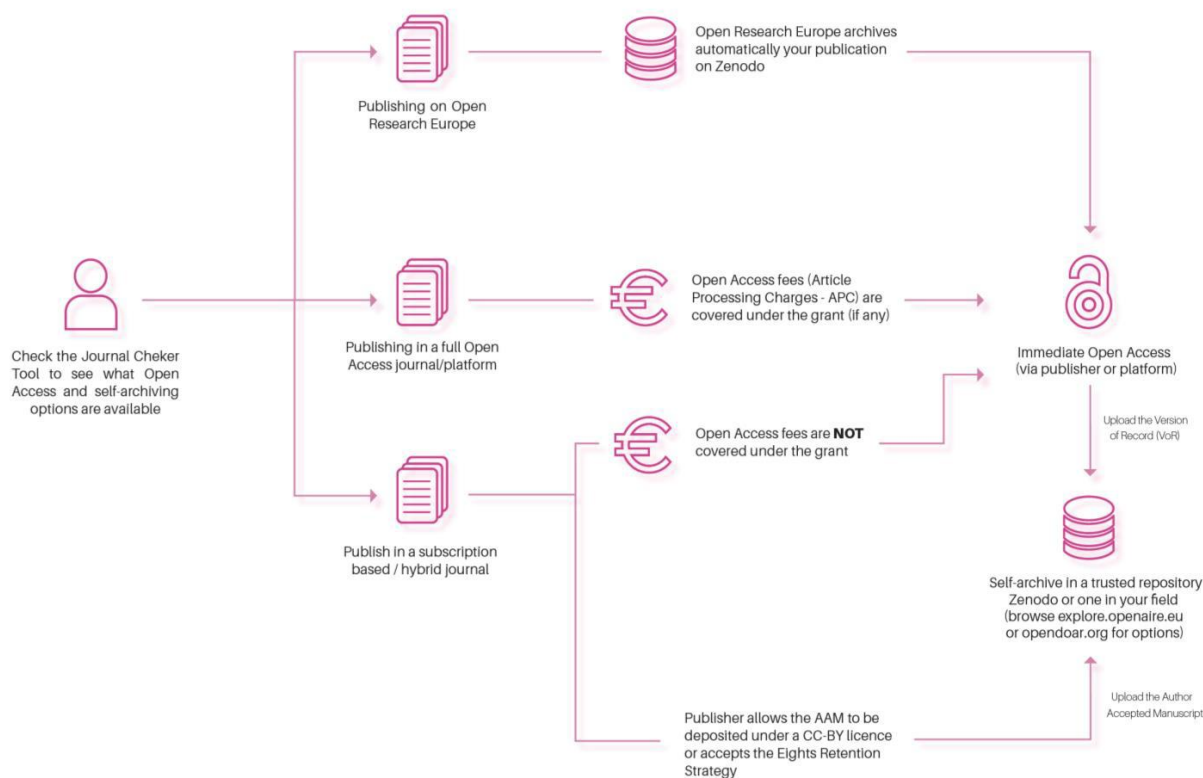 Open Research Europe archives
automatically your publication
on Zenodo
Publishing on Open
Research Europe
Open Access fees (Article
Processing Charges - APC) are
covered under the grant (if any)
Check the Journal Cheker
Tool to see what Open
Access and self-archiving
options are available
Publishing in a full Open
Access journal/platform
Immediate Open Access
(via publisher or platform)
Open Access fees are NOT
covered under the grant
Upload the Version
of Record (VoR)
Publish in a subscription
based / hybrid journal
Self-archive in a trusted repository
Zenodo or one in your field
(browse explore.openaire.eu
or opendoar.org for options)
Upload the Author
Accepted Manuscript
Publisher allows the AAM to be
deposited under a CC-BY licence
or accepts the Eights Retention
Strategy